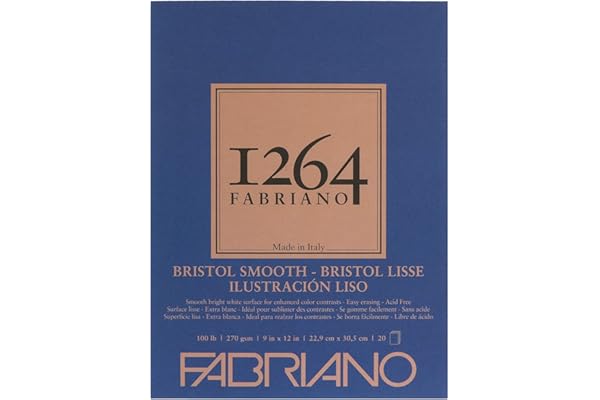 1264
FABRIANO
Made in Italy
BRISTOL SMOOTH - BRISTOL LISSE
ILUSTRACIÓN LISO
Smooth bright white surface for enhanced color contrasts - Easy erasing - Acid Free
Surface lisse - Extra blanc - Idéal pour sublimer des contrastes - Se gomme facilement - Sans acide
Superficie lisa - Extra blanca - Ideal para realzar los contrastes - Se borra fácilmente - Libre de ácido
100 lb | 270 gsm | 9 in x 12 in | 22,9 cm x 30,5 cm | 20
FABRIANO